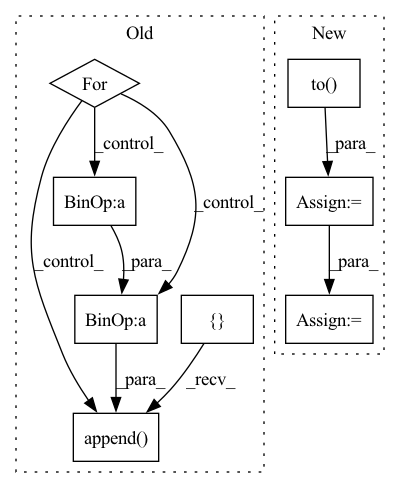 Old
New
For
to()
_control_
_para_
_control_
BinOp:a
Assign:=
_control_
_para_
_para_
BinOp:a
{}
Assign:=
_para_
_recv_
append()